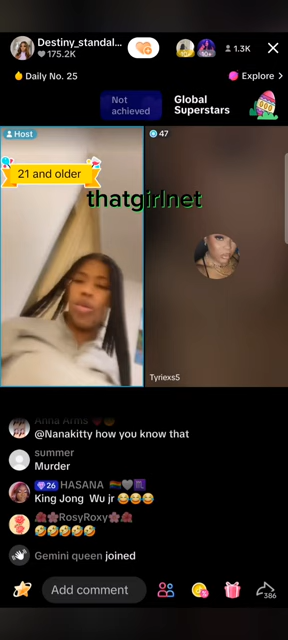 Destiny_standal...
175.2K
10+
10+
1.3K
Daily No. 25
Explore >
Not
achieved
Global
Superstars
Host
47
21 and older
thatgirlnet
Tyriexs5
Anna Arms
@Nanakitty how you know that
summer
Murder
26 HASANA
King Jong Wu jr 😂😂😂
RosyRoxy
🤣🤣🤣🤣🤣
Gemini queen joined
Add comment
386